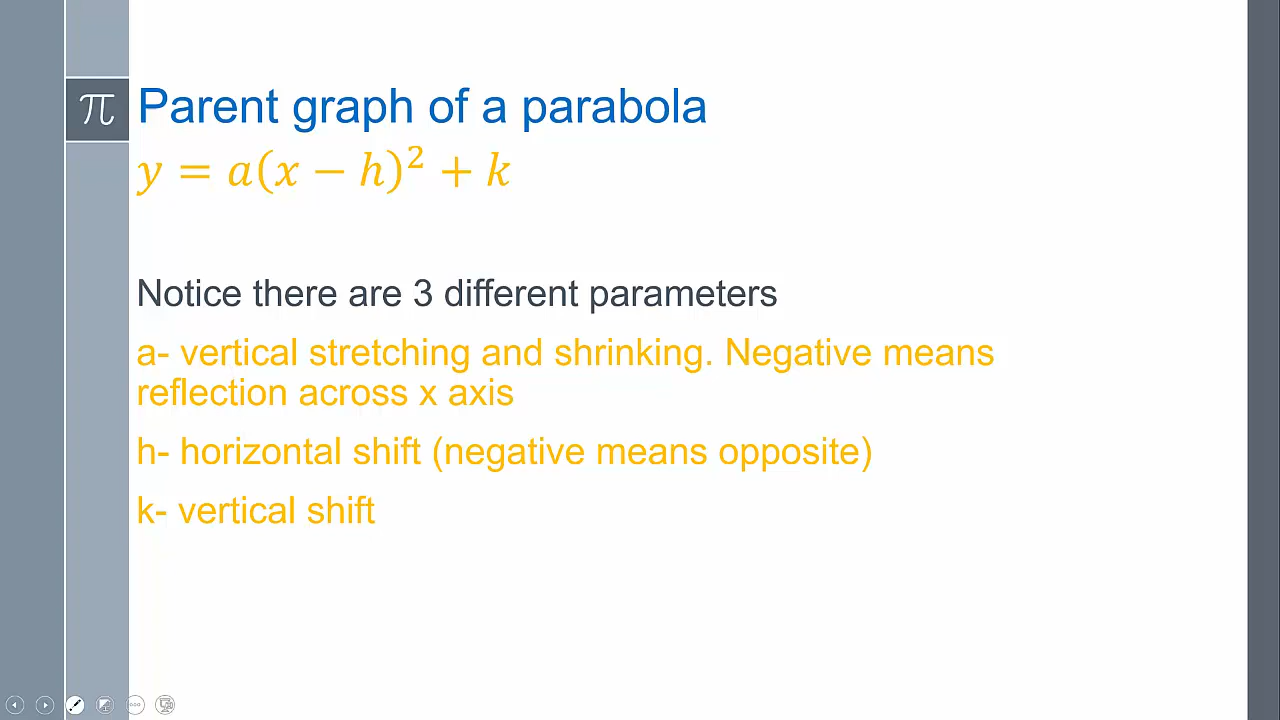 π
Parent graph of a parabola
𝑦 = 𝑎(𝑥 − ℎ)² + 𝑘
Notice there are 3 different parameters
a- vertical stretching and shrinking. Negative means
reflection across x axis
h- horizontal shift (negative means opposite)
k- vertical shift